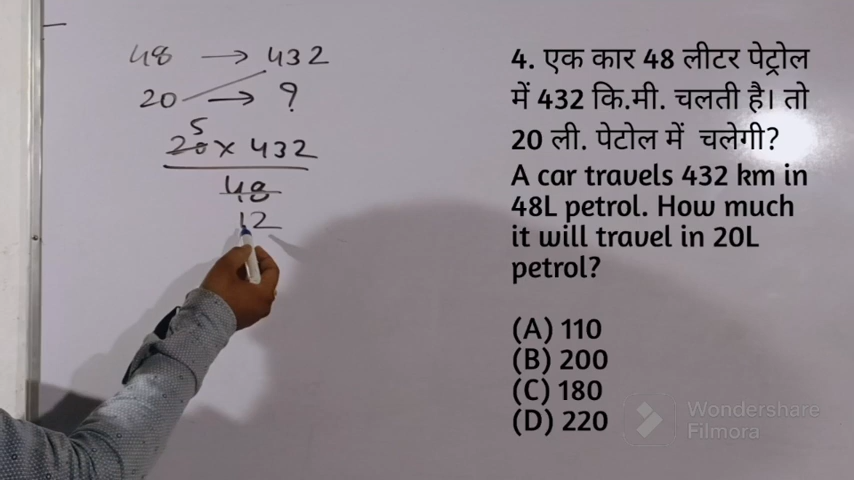 48 → 432
20 → ?
5
20 × 432
48
12
4. एक कार 48 लीटर पेट्रोल
में 432 कि.मी. चलती है। तो
20 ली. पेटोल में चलेगी?
A car travels 432 km in
48L petrol. How much
it will travel in 20L
petrol?
(A) 110
(B) 200
(C) 180
(D) 220
Wondershare
Filmora